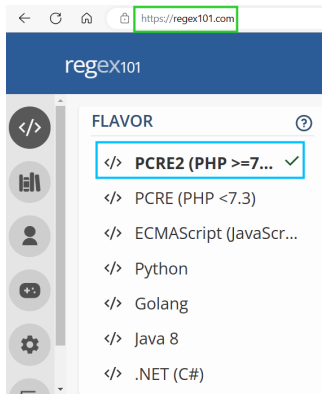 https://regex101.com
regex101
FLAVOR
</> PCRE2 (PHP >=7...
</> PCRE (PHP <7.3)
</> ECMAScript (JavaScr...
</> Python
</> Golang
</> Java 8
</> .NET (C#)